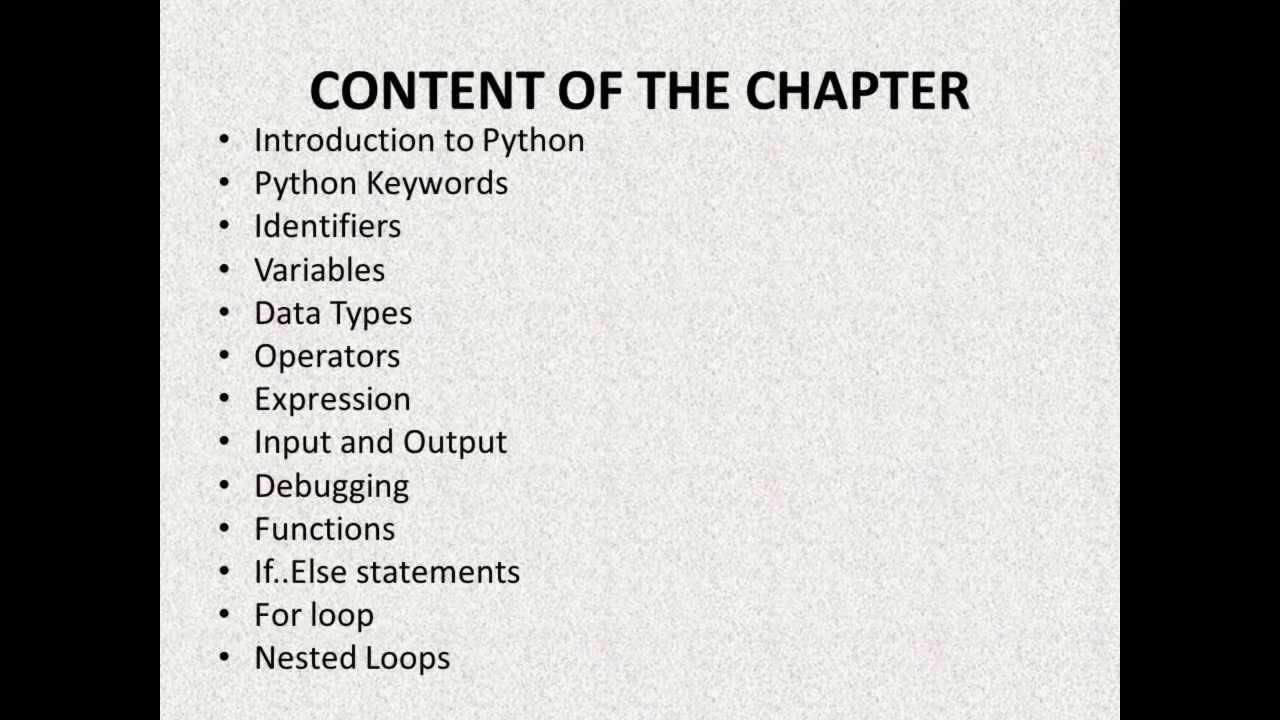 CONTENT OF THE CHAPTER
• Introduction to Python
• Python Keywords
• Identifiers
• Variables
• Data Types
• Operators
• Expression
• Input and Output
• Debugging
• Functions
• If..Else statements
• For loop
• Nested Loops